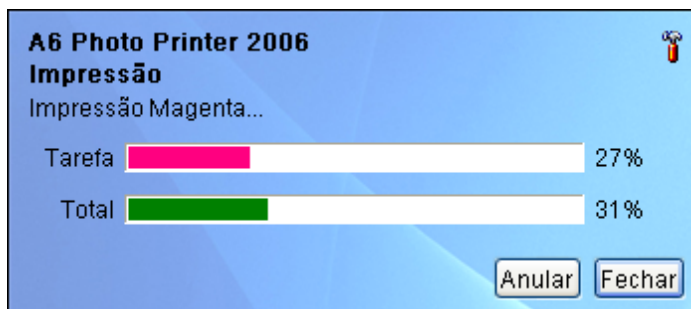 A6 Photo Printer 2006
Impressão
Impressão Magenta...
Tarefa 27%
Total 31%
Anular Fechar